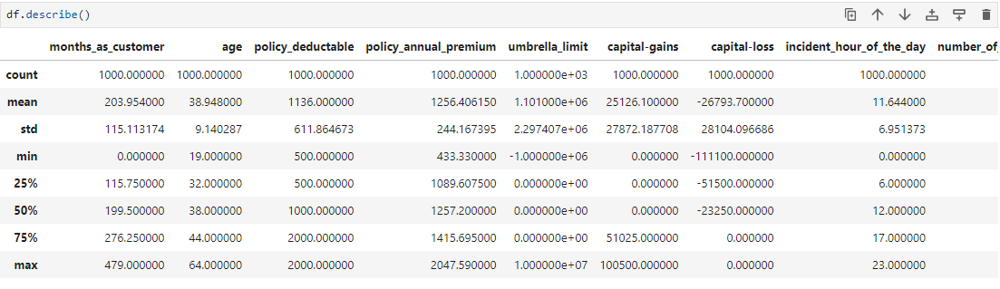 df.describe()
months_as_customer age policy_deductable policy_annual_premium umbrella_limit capital-gains capital-loss incident_hour_of_the_day number_of_
count 1000.000000 1000.000000 1000.000000 1000.000000 1.000000e+03 1000.000000 1000.000000 1000.000000
mean 203.954000 38.948000 1136.000000 1256.406150 1.101000e+06 25126.100000 -26793.700000 11.644000
std 115.113174 9.140287 611.864673 244.167395 2.297407e+06 27872.187708 28104.096686 6.951373
min 0.000000 19.000000 500.000000 433.330000 -1.000000e+06 0.000000 -111100.000000 0.000000
25% 115.750000 32.000000 500.000000 1089.607500 0.000000e+00 0.000000 -51500.000000 6.000000
50% 199.500000 38.000000 1000.000000 1257.200000 0.000000e+00 0.000000 -23250.000000 12.000000
75% 276.250000 44.000000 2000.000000 1415.695000 0.000000e+00 51025.000000 0.000000 17.000000
max 479.000000 64.000000 2000.000000 2047.590000 1.000000e+07 100500.000000 0.000000 23.000000